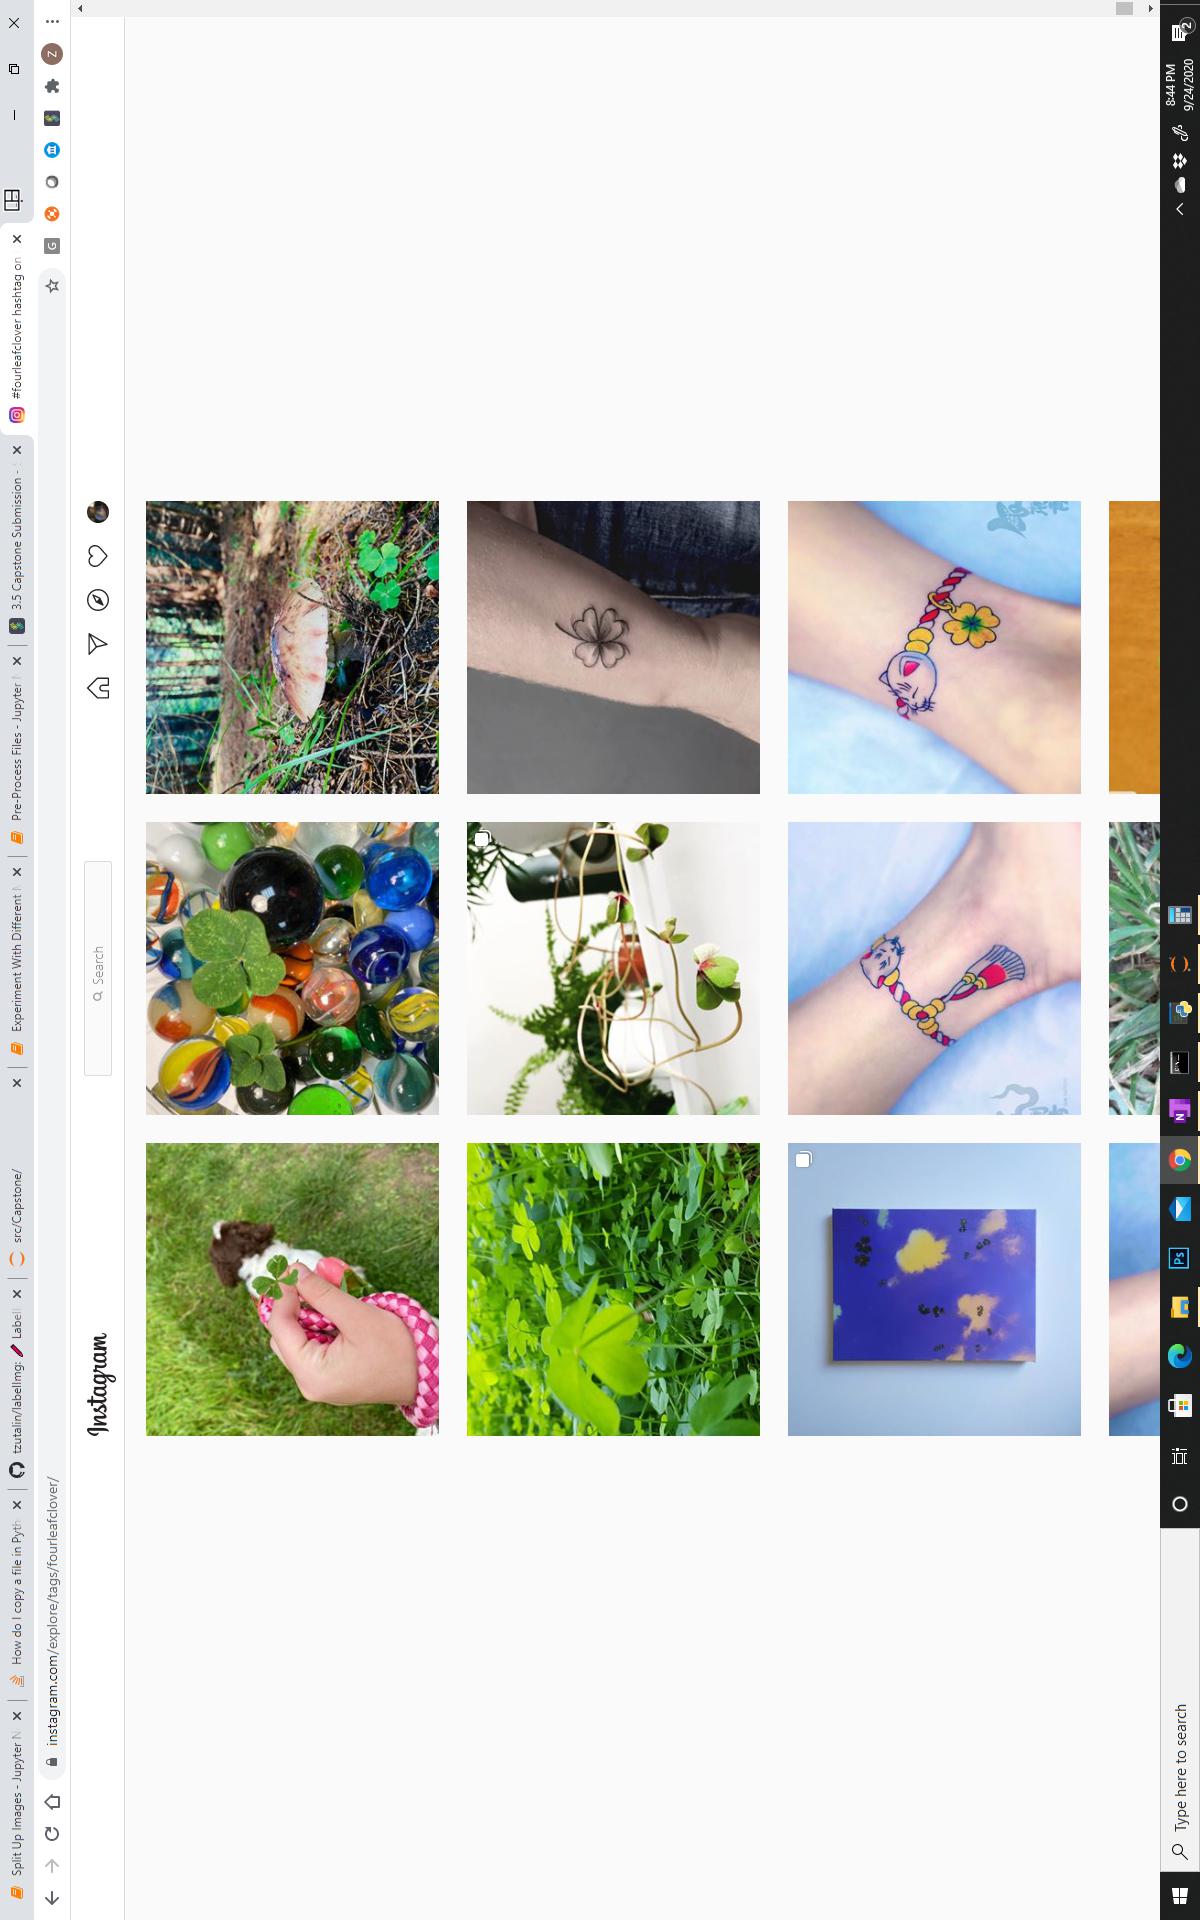 Split Up Images - Jupyter N
How do I copy a file in Pyth
tzutalin/labelImg: Labell
src/Capstone/
Experiment With Different N
Pre-Process Files - Jupyter
3.5 Capstone Submission -
#fourleafclover hashtag on
instagram.com/explore/tags/fourleafclover/
G
Z
Instagram
Search
Type here to search
Ps
N
8:44 PM
9/24/2020
2